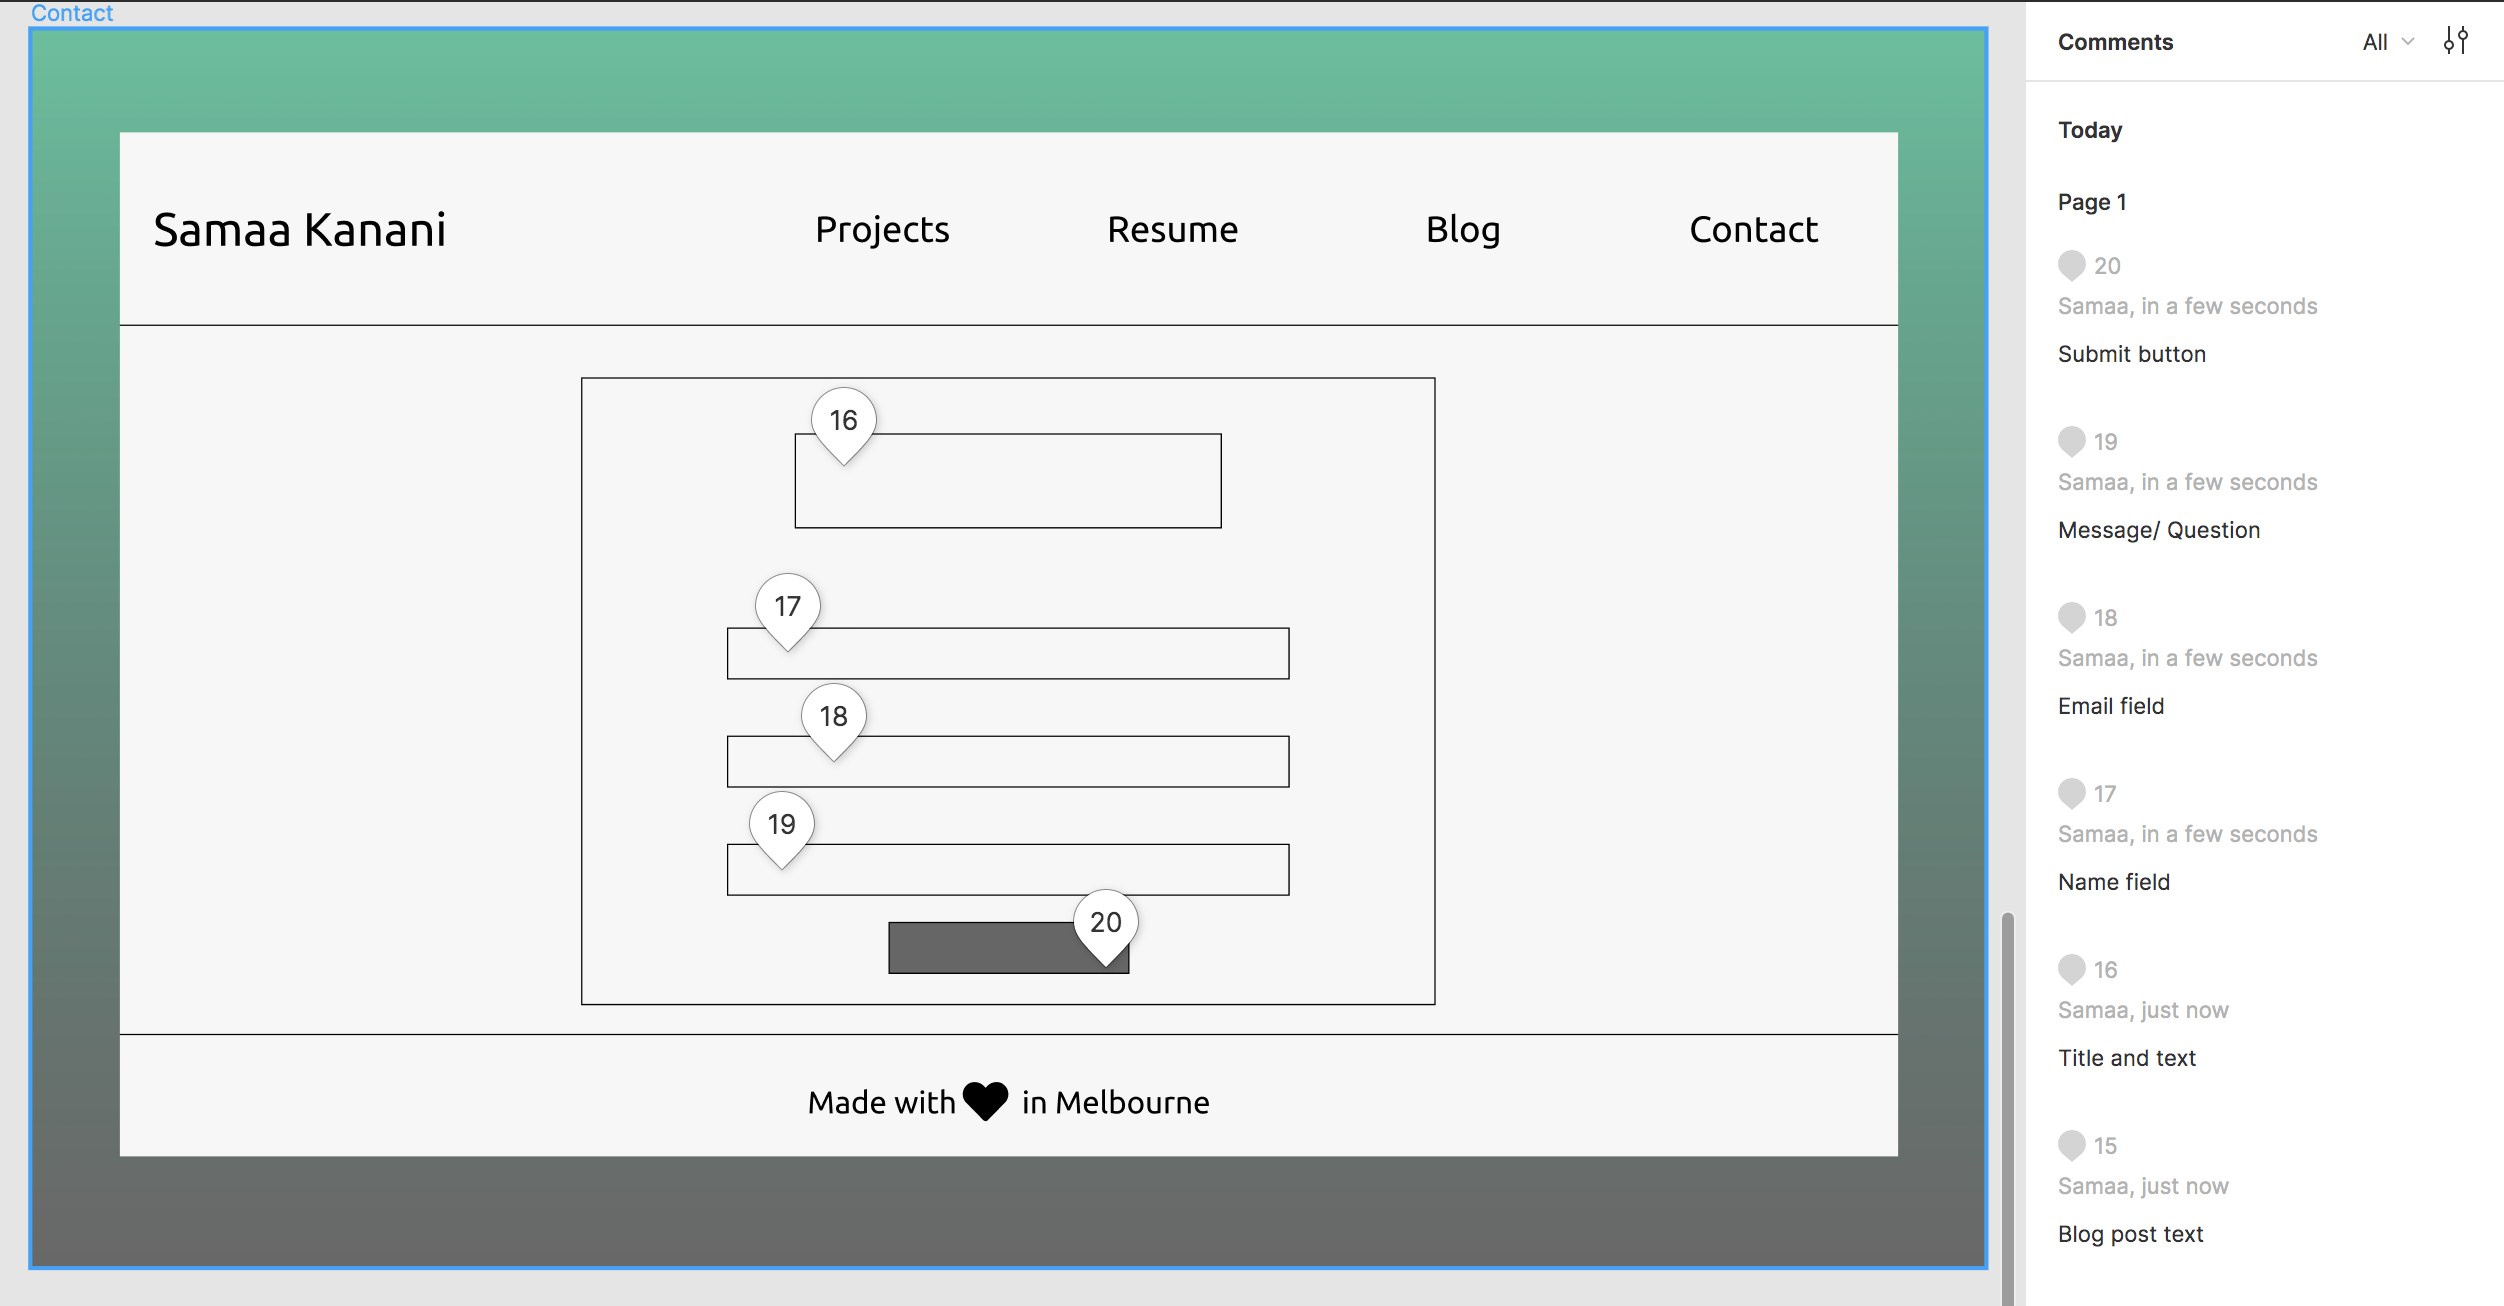 Contact
Samaa Kanani
Projects
Resume
Blog
Contact
16
17
18
19
20
Made with
in Melbourne
Comments
All
Today
Page 1
20
Samaa, in a few seconds
Submit button
19
Samaa, in a few seconds
Message/ Question
18
Samaa, in a few seconds
Email field
17
Samaa, in a few seconds
Name field
16
Samaa, just now
Title and text
15
Samaa, just now
Blog post text